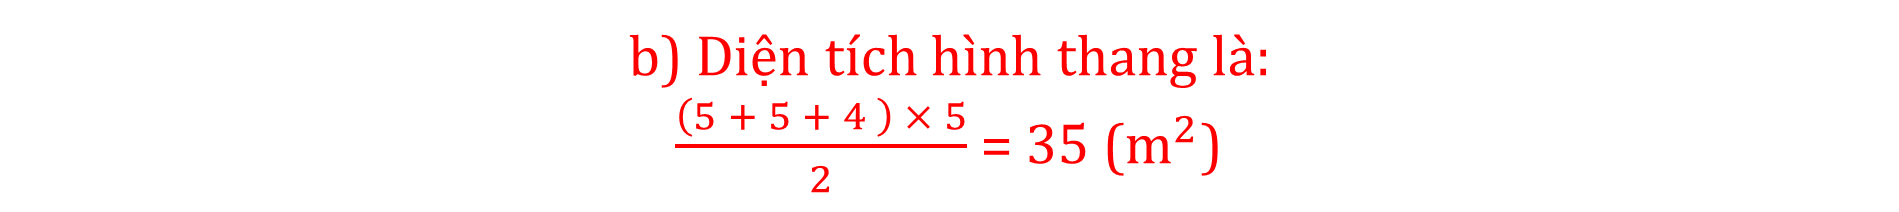 b) Diện tích hình thang là:
(5 + 5 + 4 ) × 5
2
= 35 (m²)